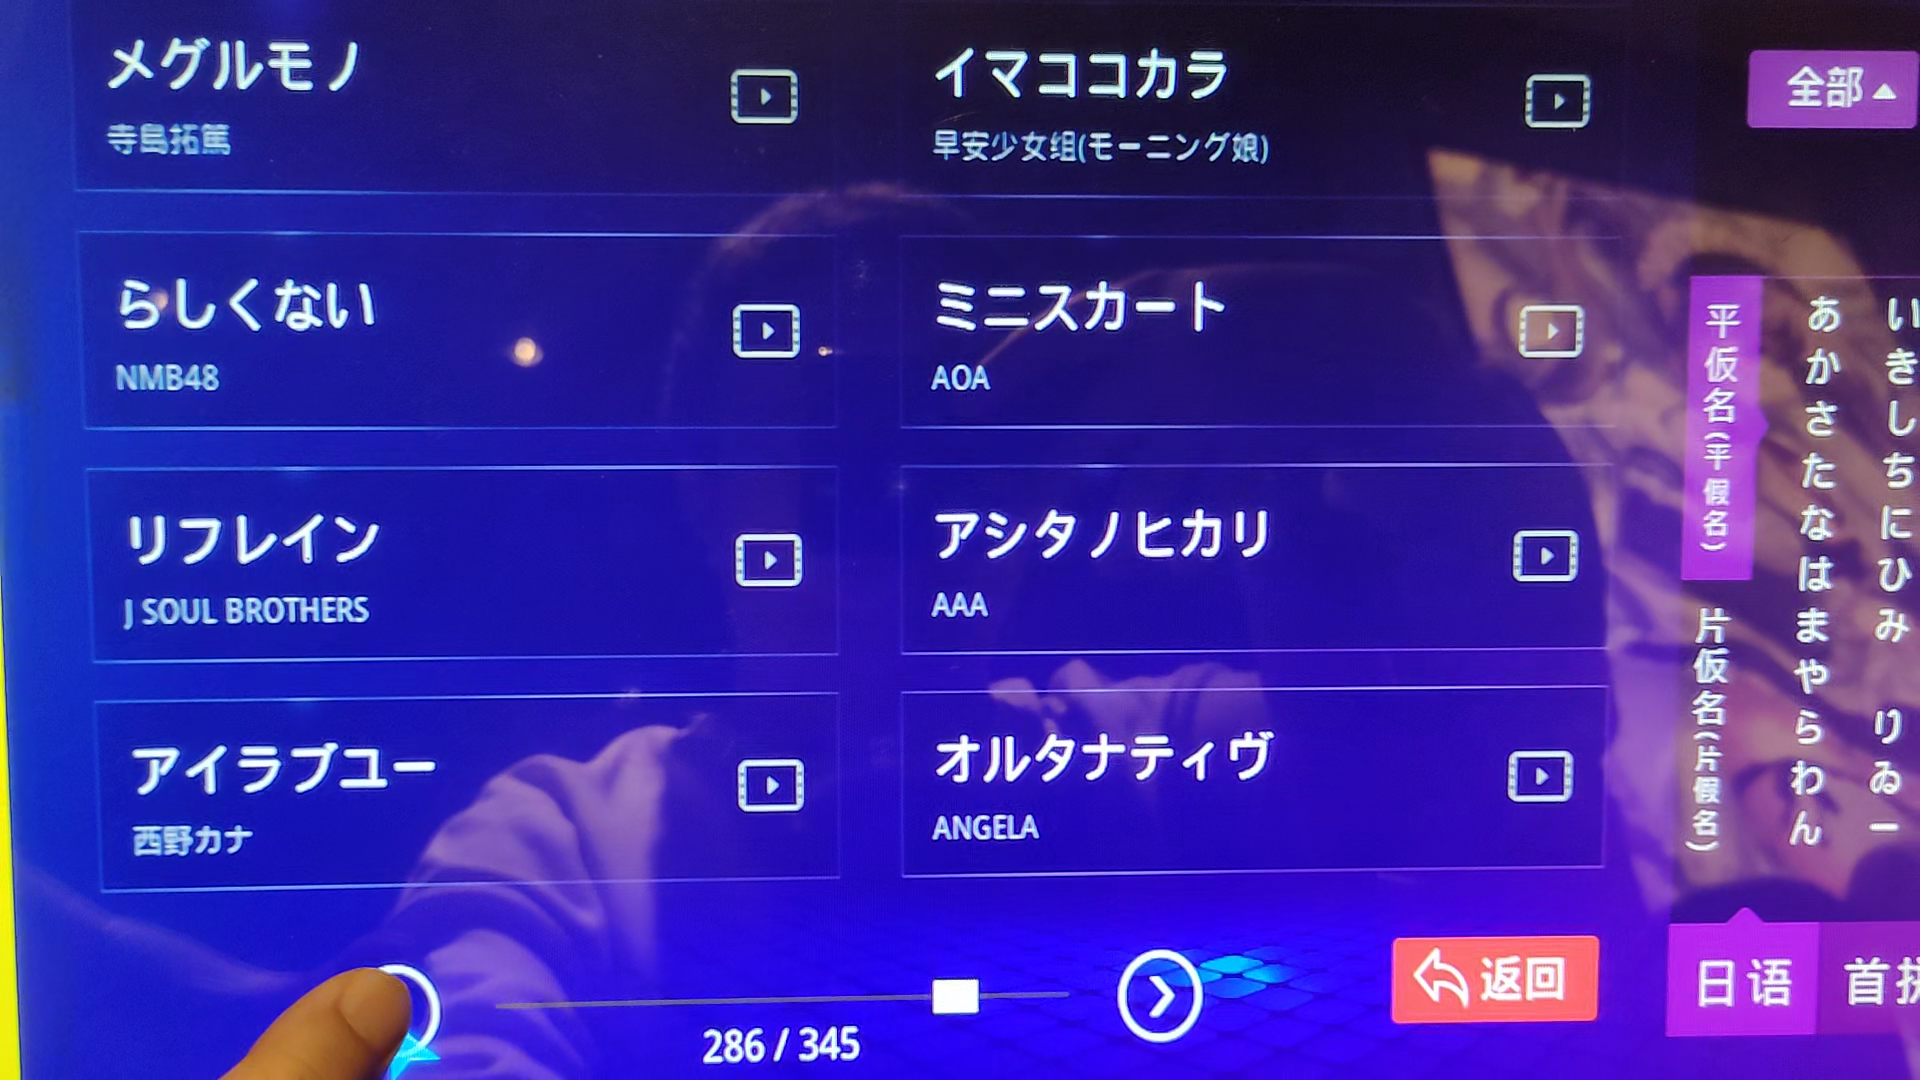 メグルモノ
寺島拓篤
イマココカラ
早安少女组(モーニング娘)
らしくない
NMB48
ミニスカート
AOA
リフレイン
J SOUL BROTHERS
アシタノヒカリ
AAA
アイラブユー
西野カナ
オルタナティヴ
ANGELA
286 / 345
返回
全部
平仮名(平假名)
片仮名(片假名)
あかさたなはまやらわん
いきしちにひみ りゐー
日语
首